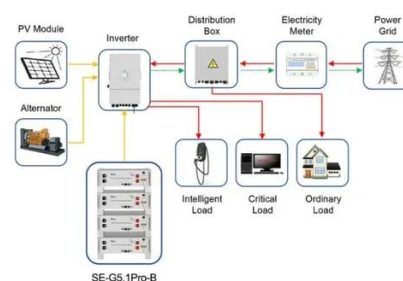 PV Module
Inverter
Distribution
Box
Electricity
Meter
Power
Grid
Alternator
Intelligent
Load
Critical
Load
Ordinary
Load
SE-G5.1Pro-B